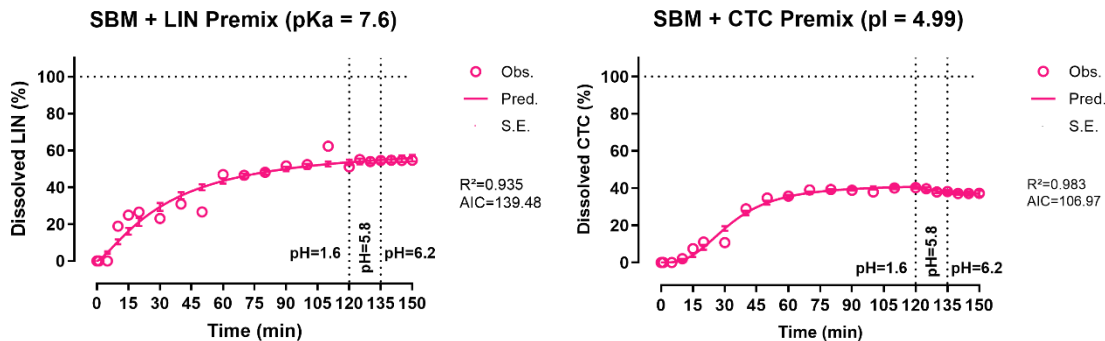 SBM + LIN Premix (pKa = 7.6)
Dissolved LIN (%)
100
80
60
40
20
0
0 15 30 45 60 75 90 105 120 135 150
Time (min)
pH=1.6
pH=5.8
pH=6.2
Obs.
Pred.
S.E.
R²=0.935
AIC=139.48
SBM + CTC Premix (pI = 4.99)
Dissolved CTC (%)
100
80
60
40
20
0
0 15 30 45 60 75 90 105 120 135 150
Time (min)
pH=1.6
pH=5.8
pH=6.2
Obs.
Pred.
S.E.
R²=0.983
AIC=106.97